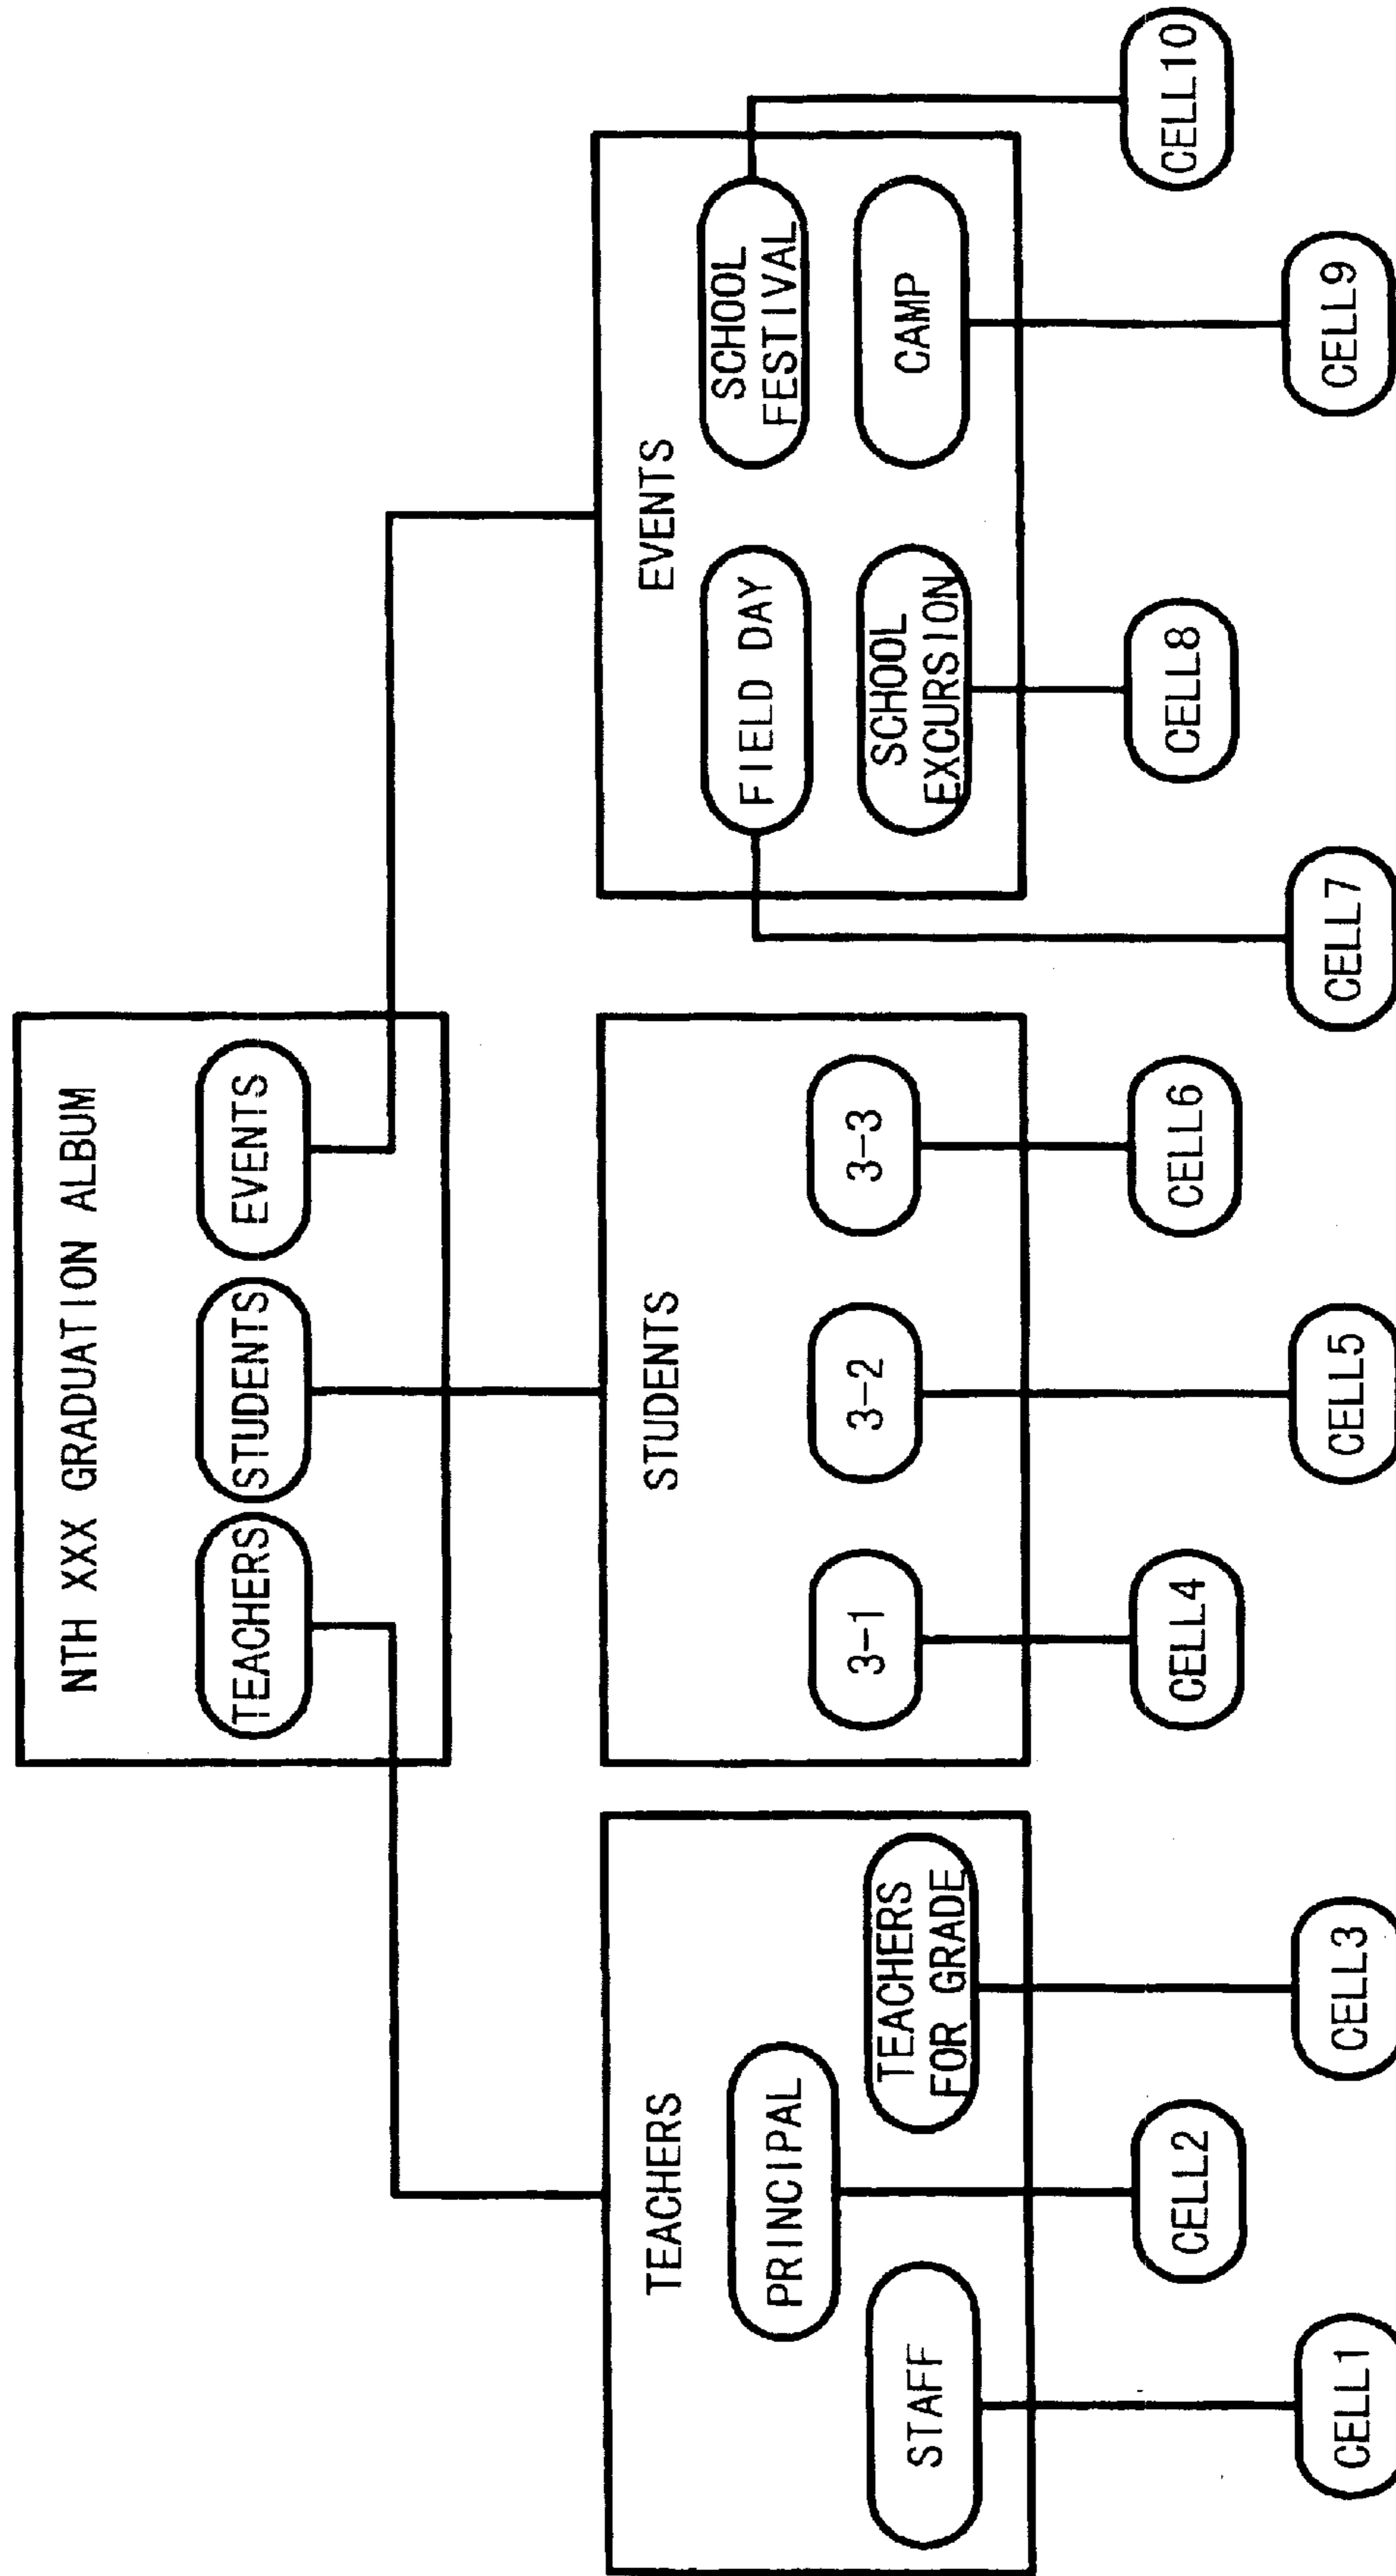 NTH XXX GRADUATION ALBUM
TEACHERS
STUDENTS
EVENTS
TEACHERS
PRINCIPAL
STAFF
TEACHERS
FOR GRADE
CELL1
CELL2
CELL3
STUDENTS
3-1
3-2
3-3
CELL4
CELL5
CELL6
EVENTS
FIELD DAY
SCHOOL
FESTIVAL
SCHOOL
EXCURSION
CAMP
CELL7
CELL8
CELL9
CELL10